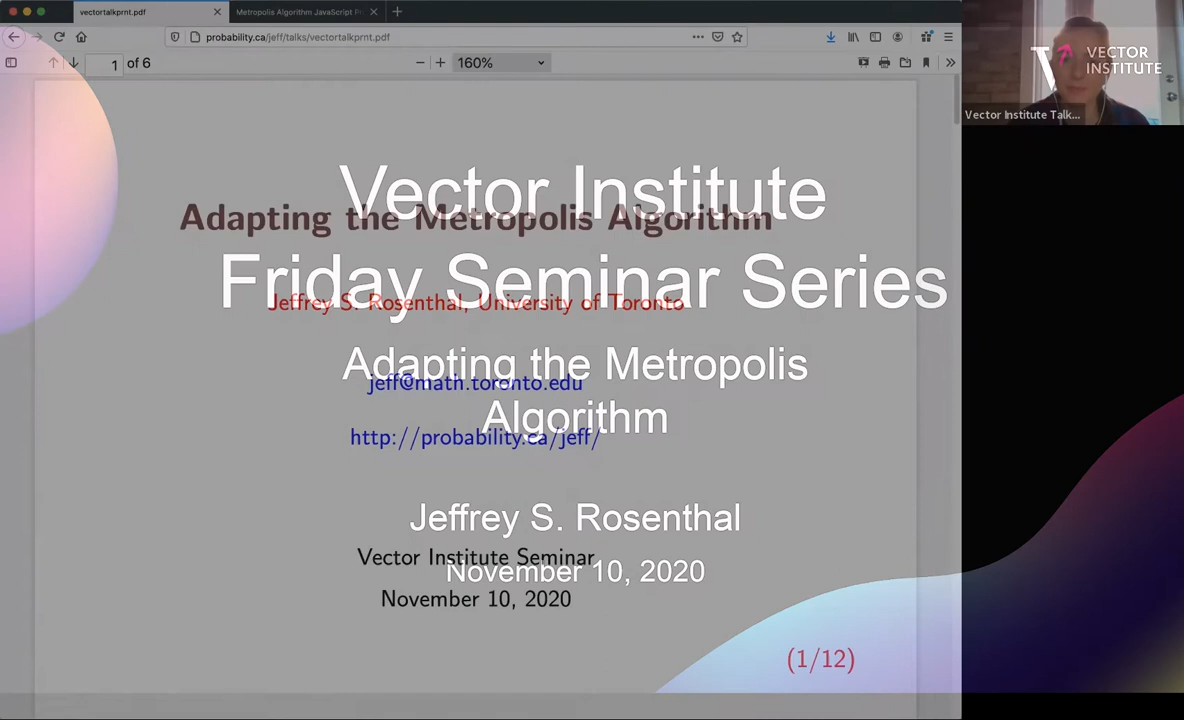 vectortalkprnt.pdf
Metropolis Algorithm JavaScript P
probability.ca/jeff/talks/vectortalkprnt.pdf
1 of 6
160%
VECTOR
INSTITUTE
Vector Institute Talk...
Vector Institute
Adapting the Metropolis Algorithm
Friday Seminar Series
Jeffrey S. Rosenthal, University of Toronto
Adapting the Metropolis
jeff@math.toronto.edu
Algorithm
http://probability.ca/jeff/
Jeffrey S. Rosenthal
Vector Institute Seminar
November 10, 2020
November 10, 2020
(1/12)